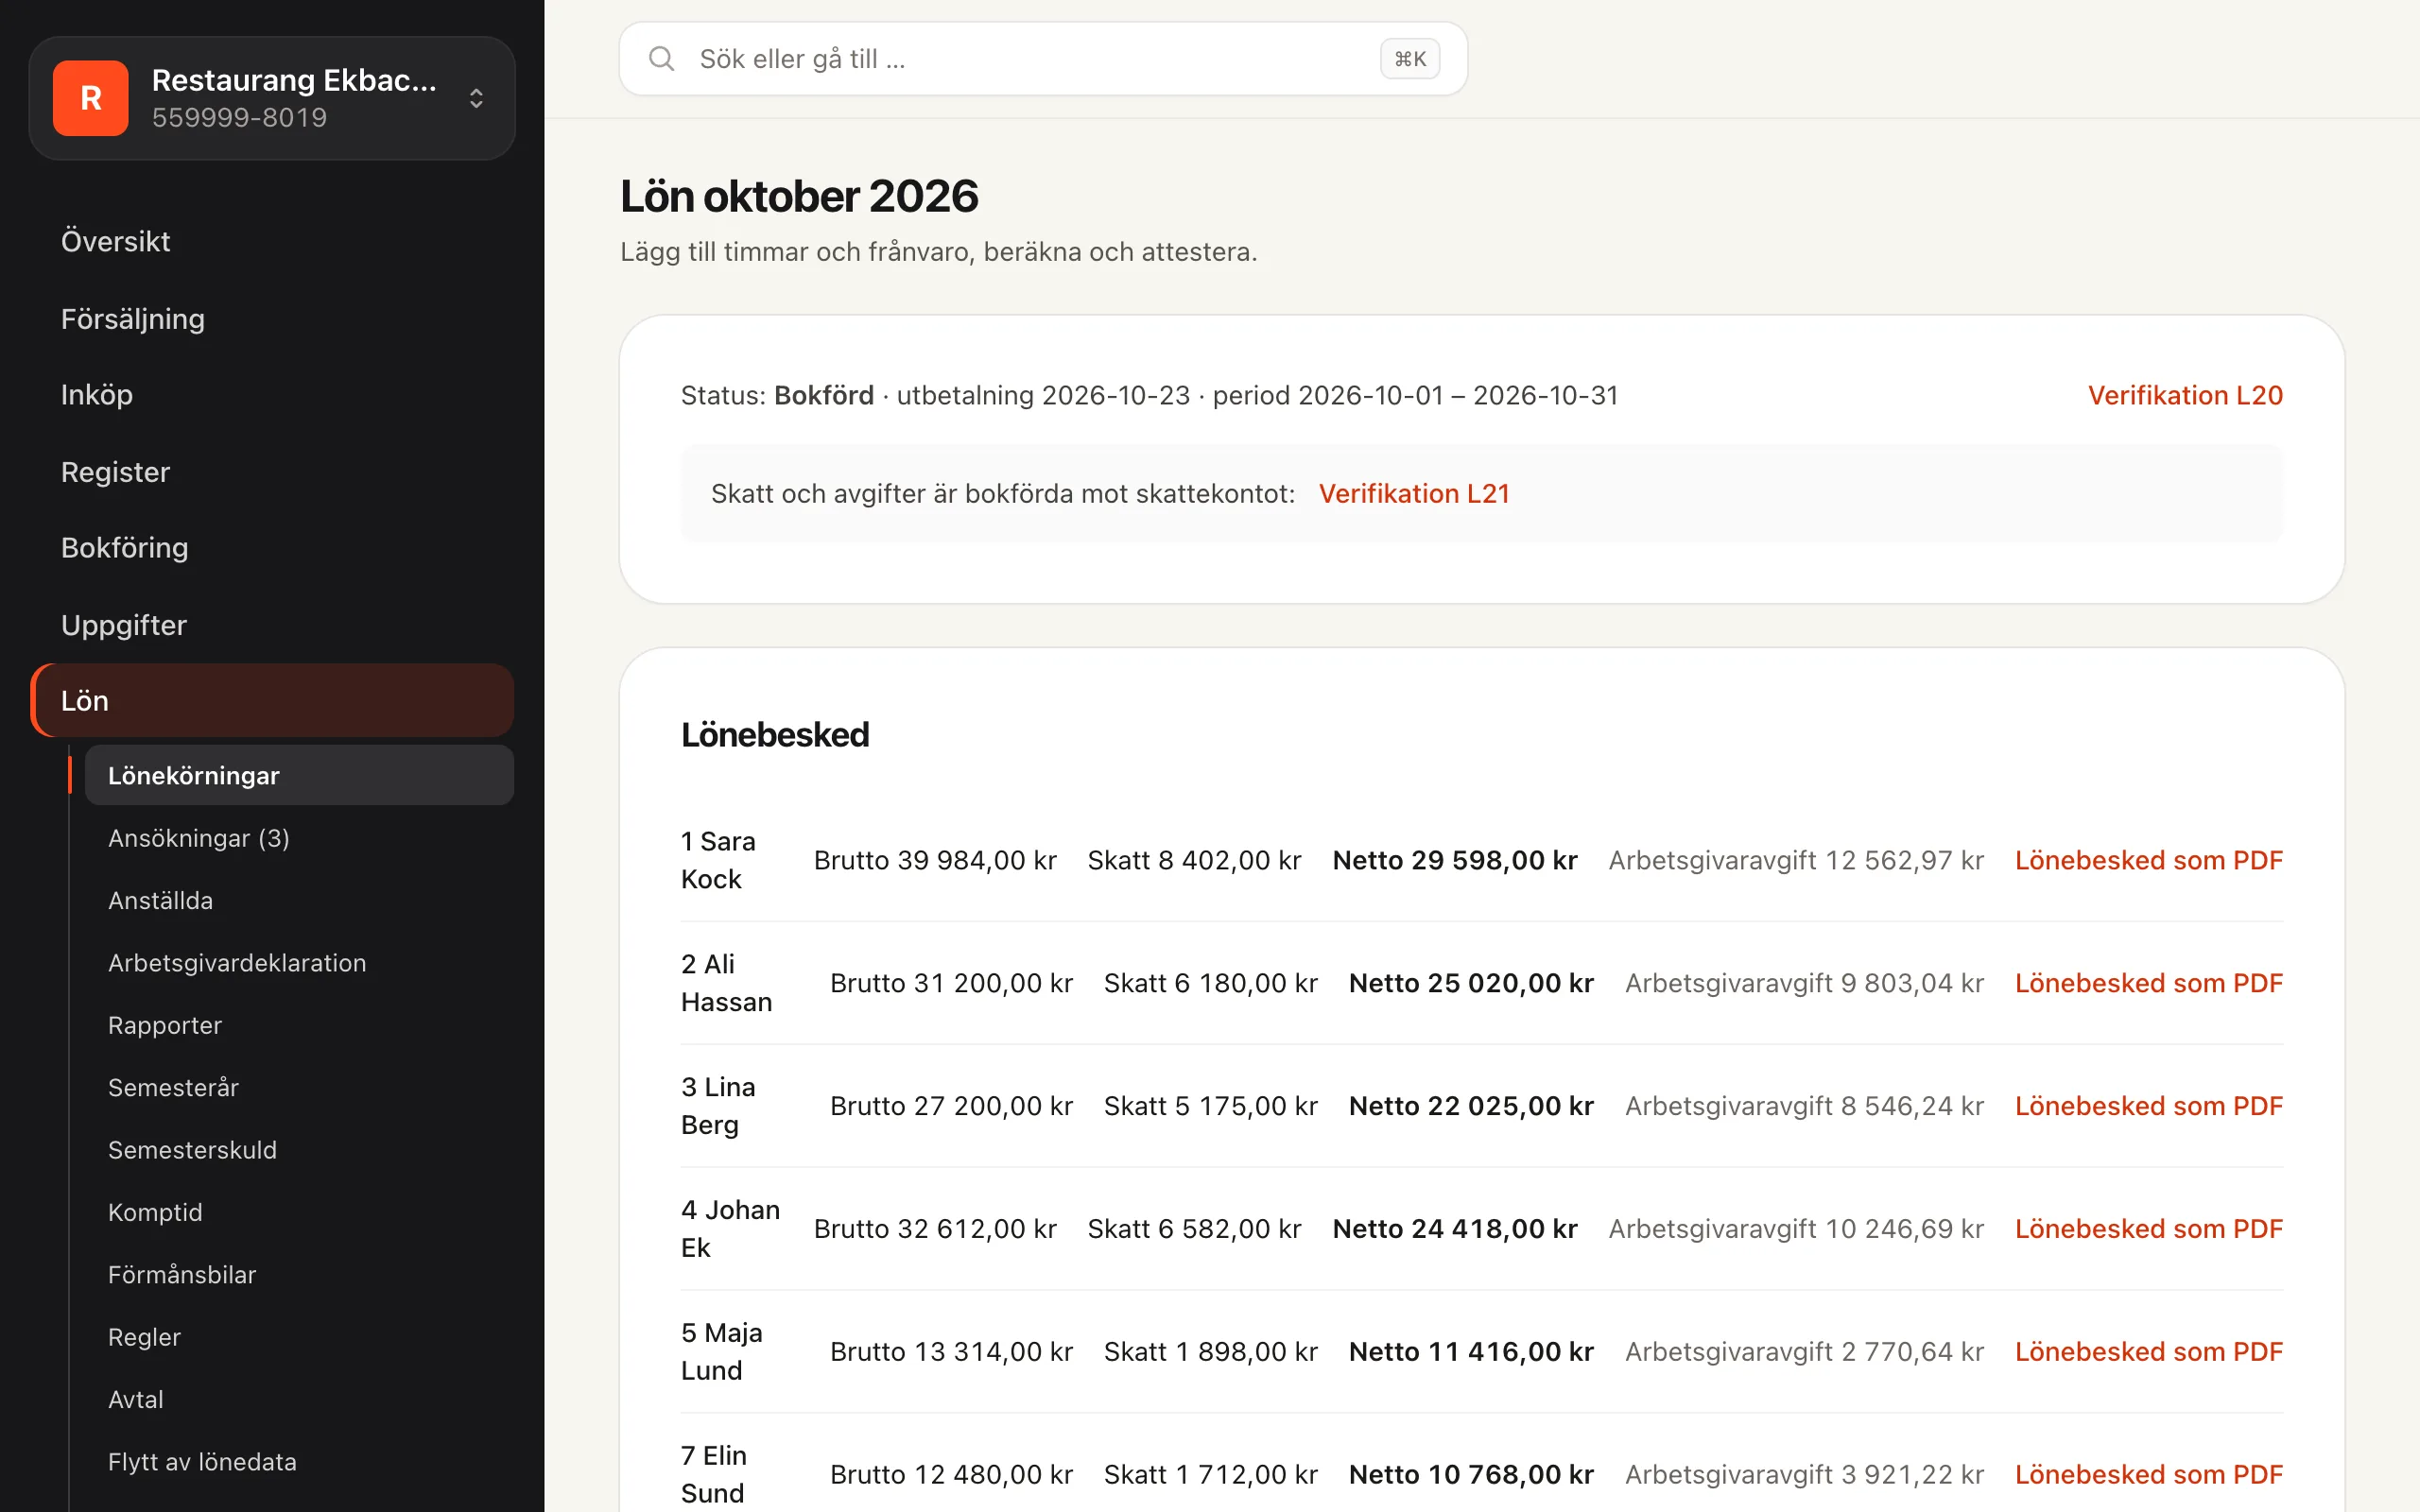 R
Restaurang Ekbac...
559999-8019
Översikt
Försäljning
Inköp
Register
Bokföring
Uppgifter
Lön
Lönekörningar
Ansökningar (3)
Anställda
Arbetsgivardeklaration
Rapporter
Semesterår
Semesterskuld
Komptid
Förmånsbilar
Regler
Avtal
Flytt av lönedata
Sök eller gå till ...
⌘K
Lön oktober 2026
Lägg till timmar och frånvaro, beräkna och attestera.
Status: Bokförd · utbetalning 2026-10-23 · period 2026-10-01 – 2026-10-31
Verifikation L20
Skatt och avgifter är bokförda mot skattekontot: Verifikation L21
Lönebesked
1 Sara
Kock
Brutto 39 984,00 kr Skatt 8 402,00 kr Netto 29 598,00 kr Arbetsgivaravgift 12 562,97 kr Lönebesked som PDF
2 Ali
Hassan
Brutto 31 200,00 kr Skatt 6 180,00 kr Netto 25 020,00 kr Arbetsgivaravgift 9 803,04 kr Lönebesked som PDF
3 Lina
Berg
Brutto 27 200,00 kr Skatt 5 175,00 kr Netto 22 025,00 kr Arbetsgivaravgift 8 546,24 kr Lönebesked som PDF
4 Johan
Ek
Brutto 32 612,00 kr Skatt 6 582,00 kr Netto 24 418,00 kr Arbetsgivaravgift 10 246,69 kr Lönebesked som PDF
5 Maja
Lund
Brutto 13 314,00 kr Skatt 1 898,00 kr Netto 11 416,00 kr Arbetsgivaravgift 2 770,64 kr Lönebesked som PDF
7 Elin
Sund
Brutto 12 480,00 kr Skatt 1 712,00 kr Netto 10 768,00 kr Arbetsgivaravgift 3 921,22 kr Lönebesked som PDF